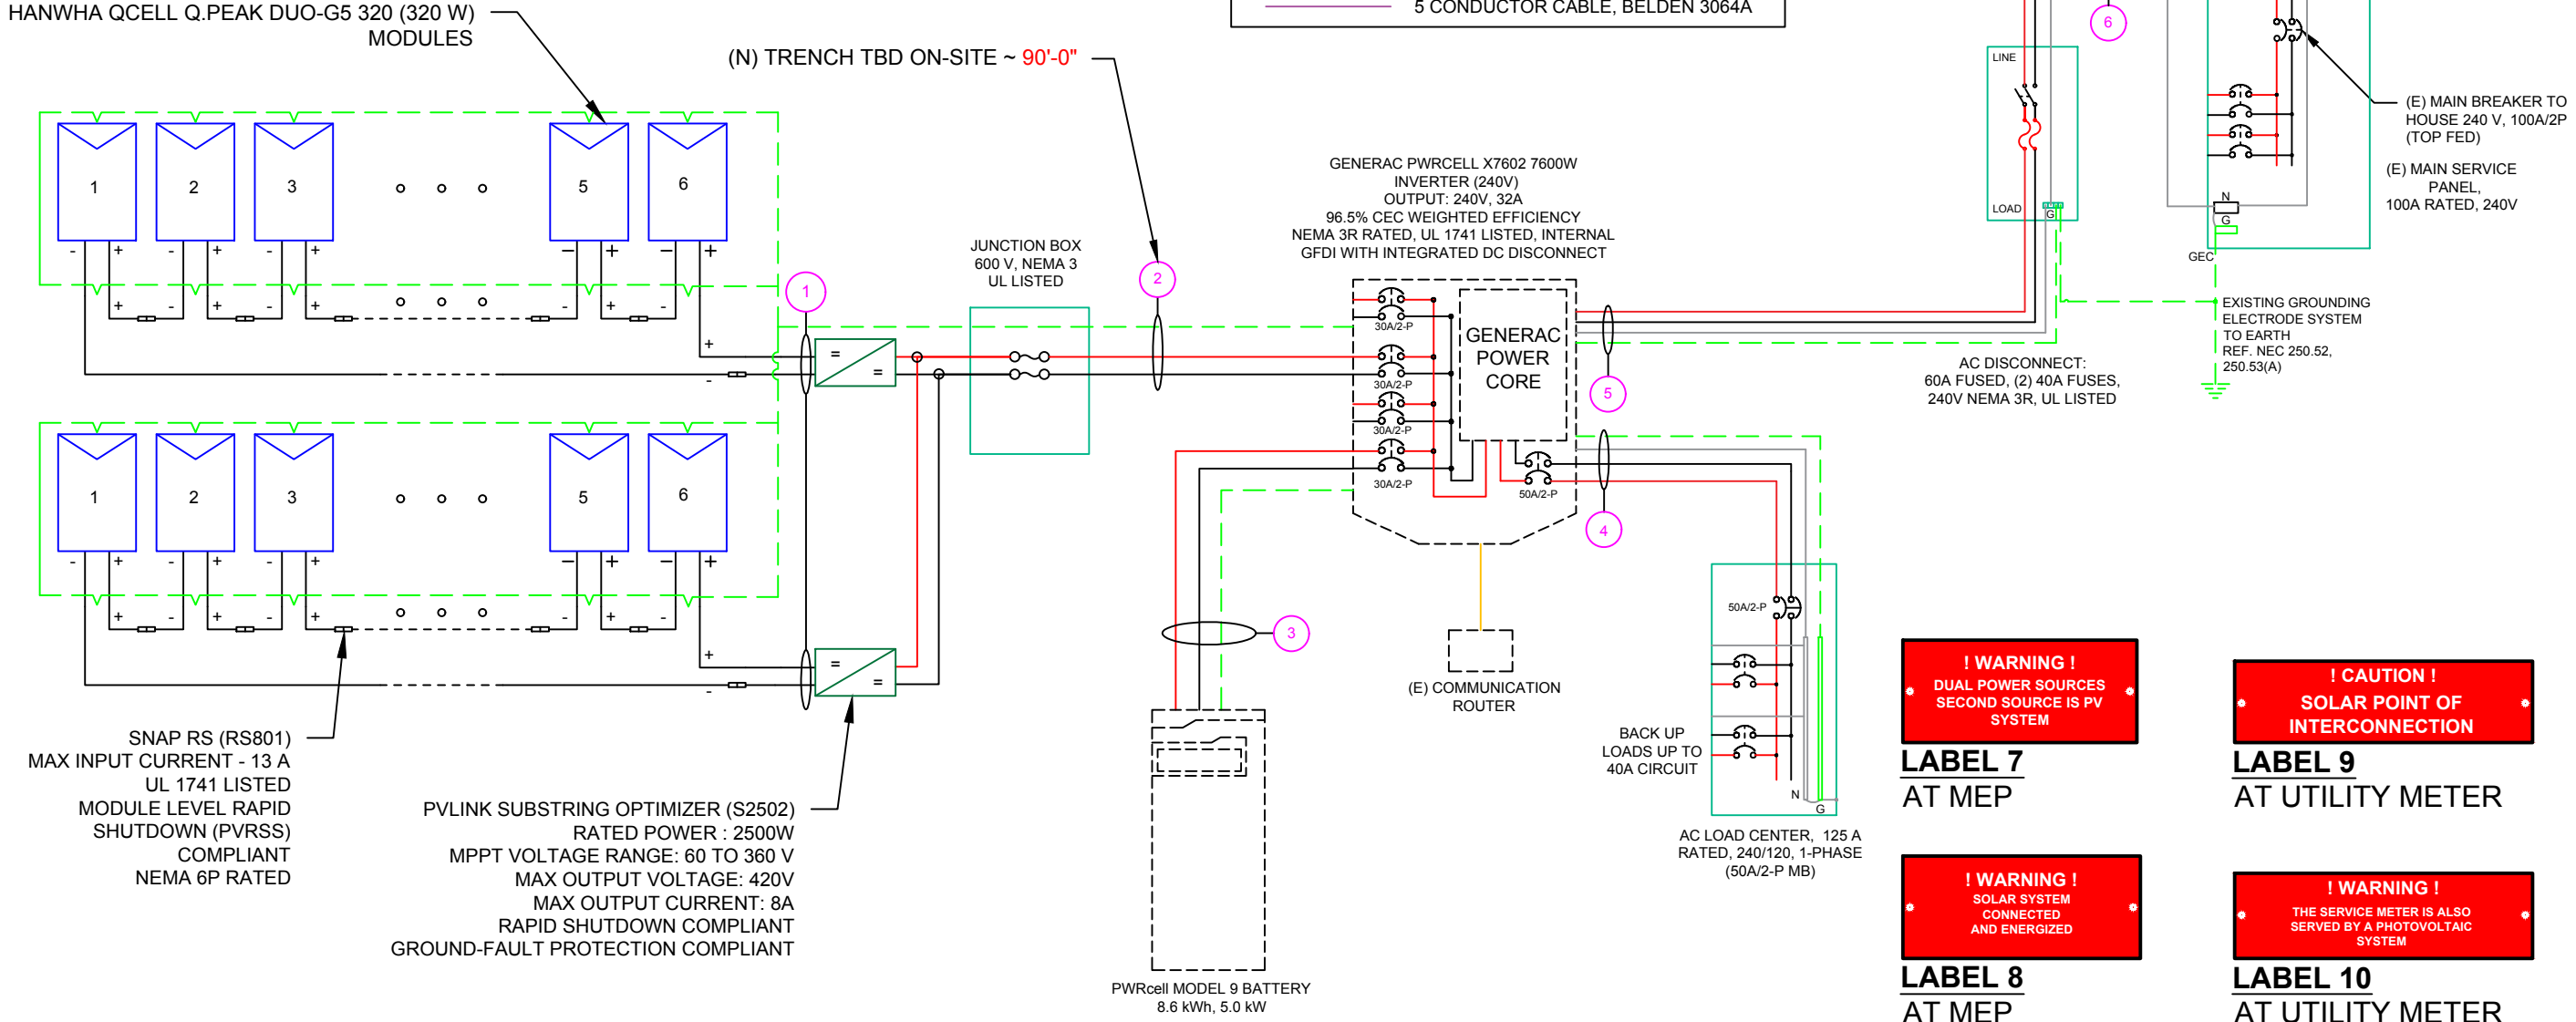 HANWHA QCELL Q.PEAK DUO-G5 320 (320 W)
MODULES
5 CONDUCTOR CABLE, BELDEN 3064A
(N) TRENCH TBD ON-SITE ~ 90'-0"
6
LINE
LOAD
G
(E) MAIN BREAKER TO
HOUSE 240 V, 100A/2P
(TOP FED)
(E) MAIN SERVICE
PANEL,
100A RATED, 240V
N
G
GEC
EXISTING GROUNDING
ELECTRODE SYSTEM
TO EARTH
REF. NEC 250.52,
250.53(A)
AC DISCONNECT:
60A FUSED, (2) 40A FUSES,
240V NEMA 3R, UL LISTED
GENERAC PWRCELL X7602 7600W
INVERTER (240V)
OUTPUT: 240V, 32A
96.5% CEC WEIGHTED EFFICIENCY
NEMA 3R RATED, UL 1741 LISTED, INTERNAL
GFDI WITH INTEGRATED DC DISCONNECT
JUNCTION BOX
600 V, NEMA 3
UL LISTED
1 2 3 5 6
- + - + - + - + - +
+ - + - + - + -
+
-
= =
1
2
30A/2-P
30A/2-P
30A/2-P
30A/2-P
GENERAC
POWER
CORE
50A/2-P
5
4
1 2 3 5 6
- + - + - + - + - +
+ - + - + - + -
+
-
= =
3
(E) COMMUNICATION
ROUTER
50A/2-P
BACK UP
LOADS UP TO
40A CIRCUIT
N
G
AC LOAD CENTER, 125 A
RATED, 240/120, 1-PHASE
(50A/2-P MB)
SNAP RS (RS801)
MAX INPUT CURRENT - 13 A
UL 1741 LISTED
MODULE LEVEL RAPID
SHUTDOWN (PVRSS)
COMPLIANT
NEMA 6P RATED
PVLINK SUBSTRING OPTIMIZER (S2502)
RATED POWER : 2500W
MPPT VOLTAGE RANGE: 60 TO 360 V
MAX OUTPUT VOLTAGE: 420V
MAX OUTPUT CURRENT: 8A
RAPID SHUTDOWN COMPLIANT
GROUND-FAULT PROTECTION COMPLIANT
PWRcell MODEL 9 BATTERY
8.6 kWh, 5.0 kW
! WARNING !
DUAL POWER SOURCES
SECOND SOURCE IS PV
SYSTEM
LABEL 7
AT MEP
! CAUTION !
SOLAR POINT OF
INTERCONNECTION
LABEL 9
AT UTILITY METER
! WARNING !
SOLAR SYSTEM
CONNECTED
AND ENERGIZED
LABEL 8
AT MEP
! WARNING !
THE SERVICE METER IS ALSO
SERVED BY A PHOTOVOLTAIC
SYSTEM
LABEL 10
AT UTILITY METER